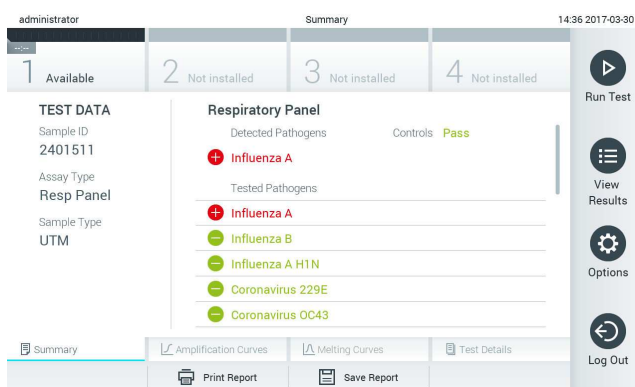 administrator
Summary
14:36 2017-03-30
--:--
1 Available
2 Not installed
3 Not installed
4 Not installed
Run Test
View Results
Options
Log Out
TEST DATA
Sample ID
2401511
Assay Type
Resp Panel
Sample Type
UTM
Respiratory Panel
Detected Pathogens
Controls Pass
Influenza A
Tested Pathogens
Influenza A
Influenza B
Influenza A H1N
Coronavirus 229E
Coronavirus OC43
Summary
Amplification Curves
Melting Curves
Test Details
Print Report
Save Report